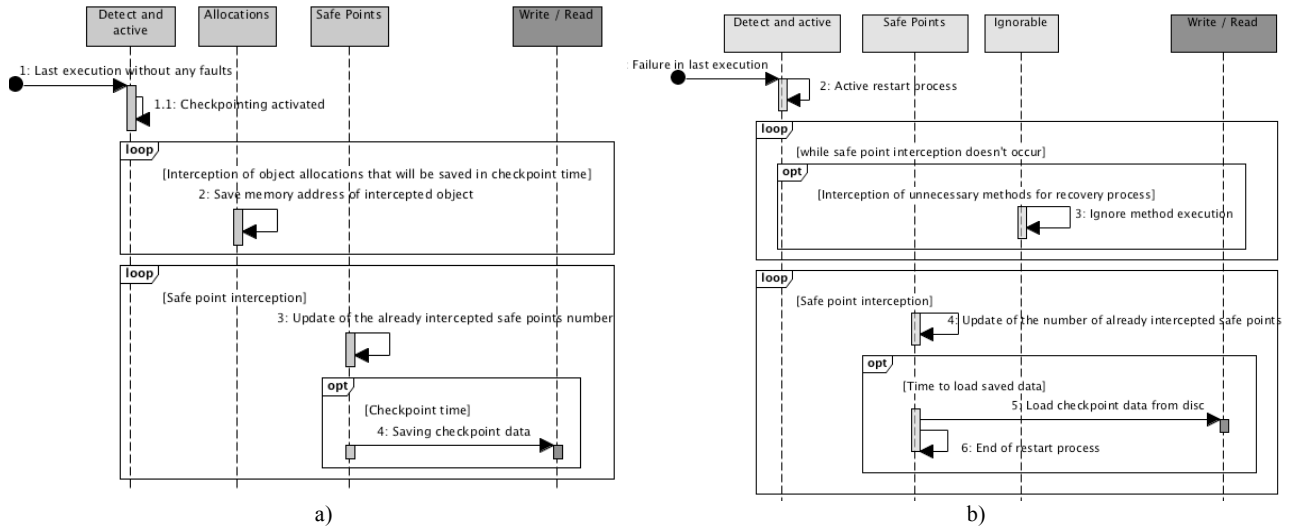 Detect and
active
Allocations
Safe Points
Write / Read
1: Last execution without any faults
1.1: Checkpointing activated
loop
[Interception of object allocations that will be saved in checkpoint time]
2: Save memory address of intercepted object
loop
[Safe point interception]
3: Update of the already intercepted safe points number
opt
[Checkpoint time]
4: Saving checkpoint data
a)
Detect and active
Safe Points
Ignorable
Write / Read
: Failure in last execution
2: Active restart process
loop
[while safe point interception doesn't occur]
opt
[Interception of unnecessary methods for recovery process]
3: Ignore method execution
loop
[Safe point interception]
4: Update of the number of already intercepted safe points
opt
[Time to load saved data]
5: Load checkpoint data from disc
6: End of restart process
b)